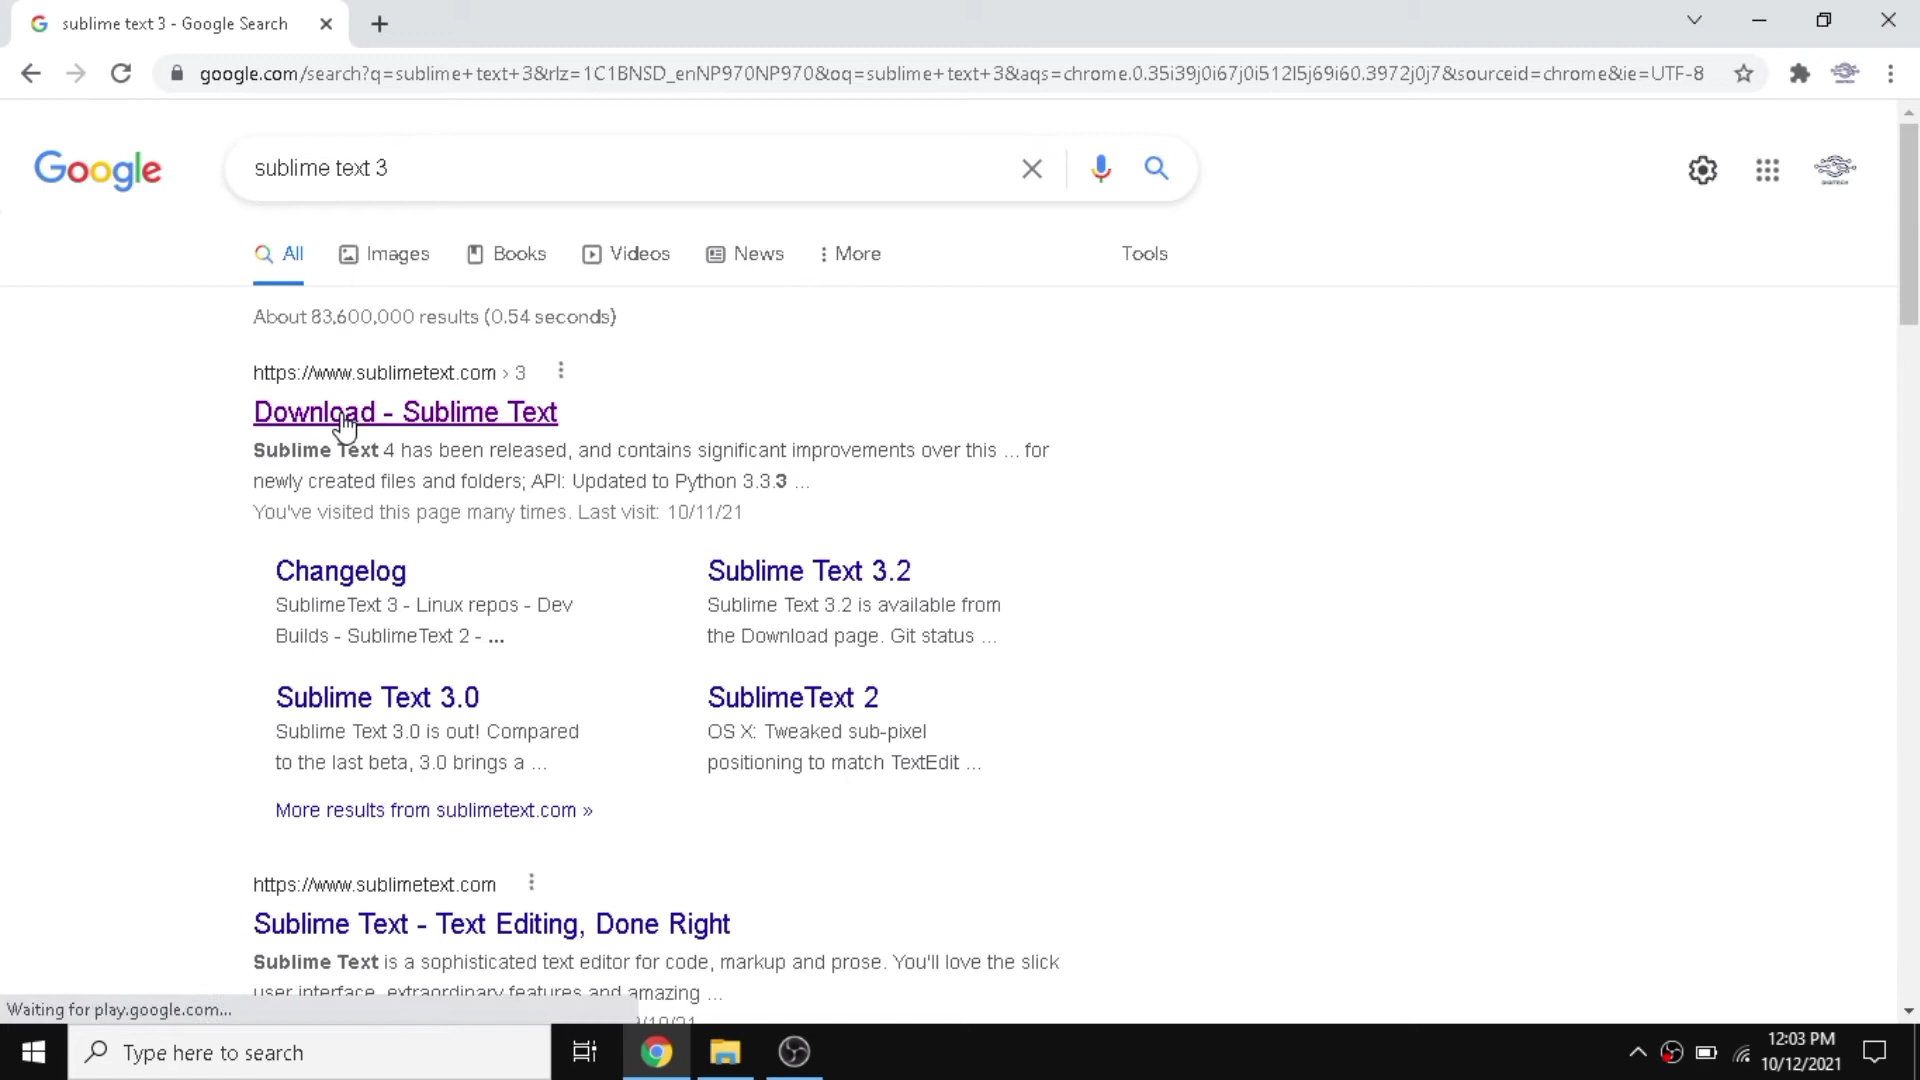 sublime text 3 - Google Search
google.com/search?q=sublime+text+3&rlz=1C1BNSD_enNP970NP970&oq=sublime+text+3&aqs=chrome.0.35i39j0i67j0i512l5j69i60.3972j0j7&sourceid=chrome&ie=UTF-8
Google
sublime text 3
All Images Books Videos News More Tools
About 83,600,000 results (0.54 seconds)
https://www.sublimetext.com › 3
Download - Sublime Text
Sublime Text 4 has been released, and contains significant improvements over this ... for
newly created files and folders; API: Updated to Python 3.3.3 ...
You've visited this page many times. Last visit: 10/11/21
Changelog
SublimeText 3 - Linux repos - Dev
Builds - SublimeText 2 - ...
Sublime Text 3.2
Sublime Text 3.2 is available from
the Download page. Git status ...
Sublime Text 3.0
Sublime Text 3.0 is out! Compared
to the last beta, 3.0 brings a ...
SublimeText 2
OS X: Tweaked sub-pixel
positioning to match TextEdit ...
More results from sublimetext.com »
https://www.sublimetext.com
Sublime Text - Text Editing, Done Right
Sublime Text is a sophisticated text editor for code, markup and prose. You'll love the slick
user interface, extraordinary features and amazing ...
Waiting for play.google.com...
Type here to search
12:03 PM
10/12/2021